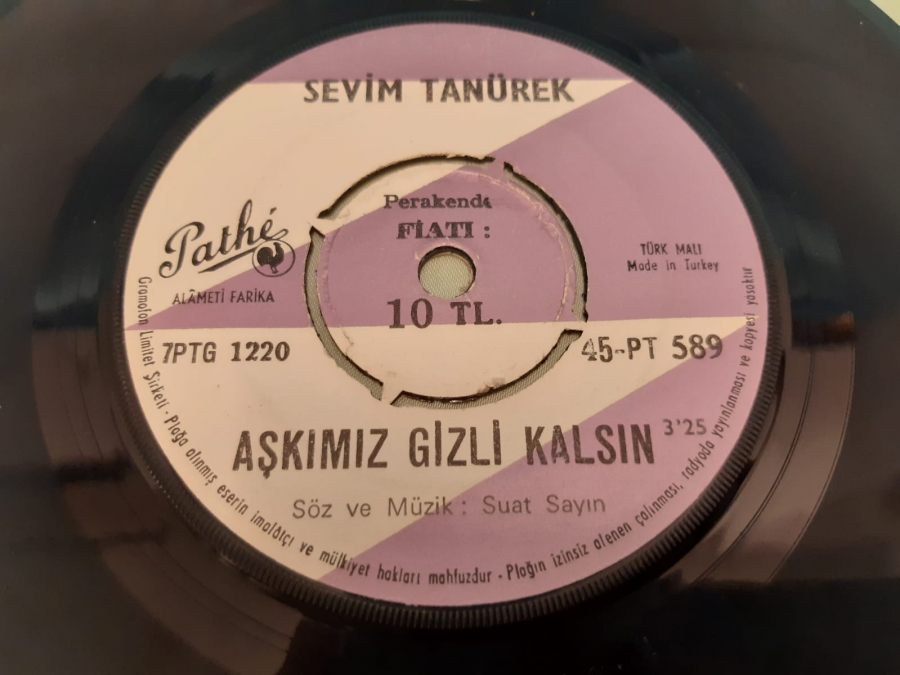 SEVİM TANÜREK
Perakende
FİATI :
10 TL.
Pathé
ALÂMETİ FARİKA
TÜRK MALI
Made in Turkey
7PTG 1220
45-PT 589
AŞKIMIZ GİZLİ KALSIN 3'25
Söz ve Müzik : Suat Sayın
Gramofon Limitet Şirketi · Plağa alınmış eserin imalâtçı ve mülkiyet hakları mahfuzdur · Plağın izinsiz alenen çalınması, radyoda yayınlanması ve kopyesi yasaktır